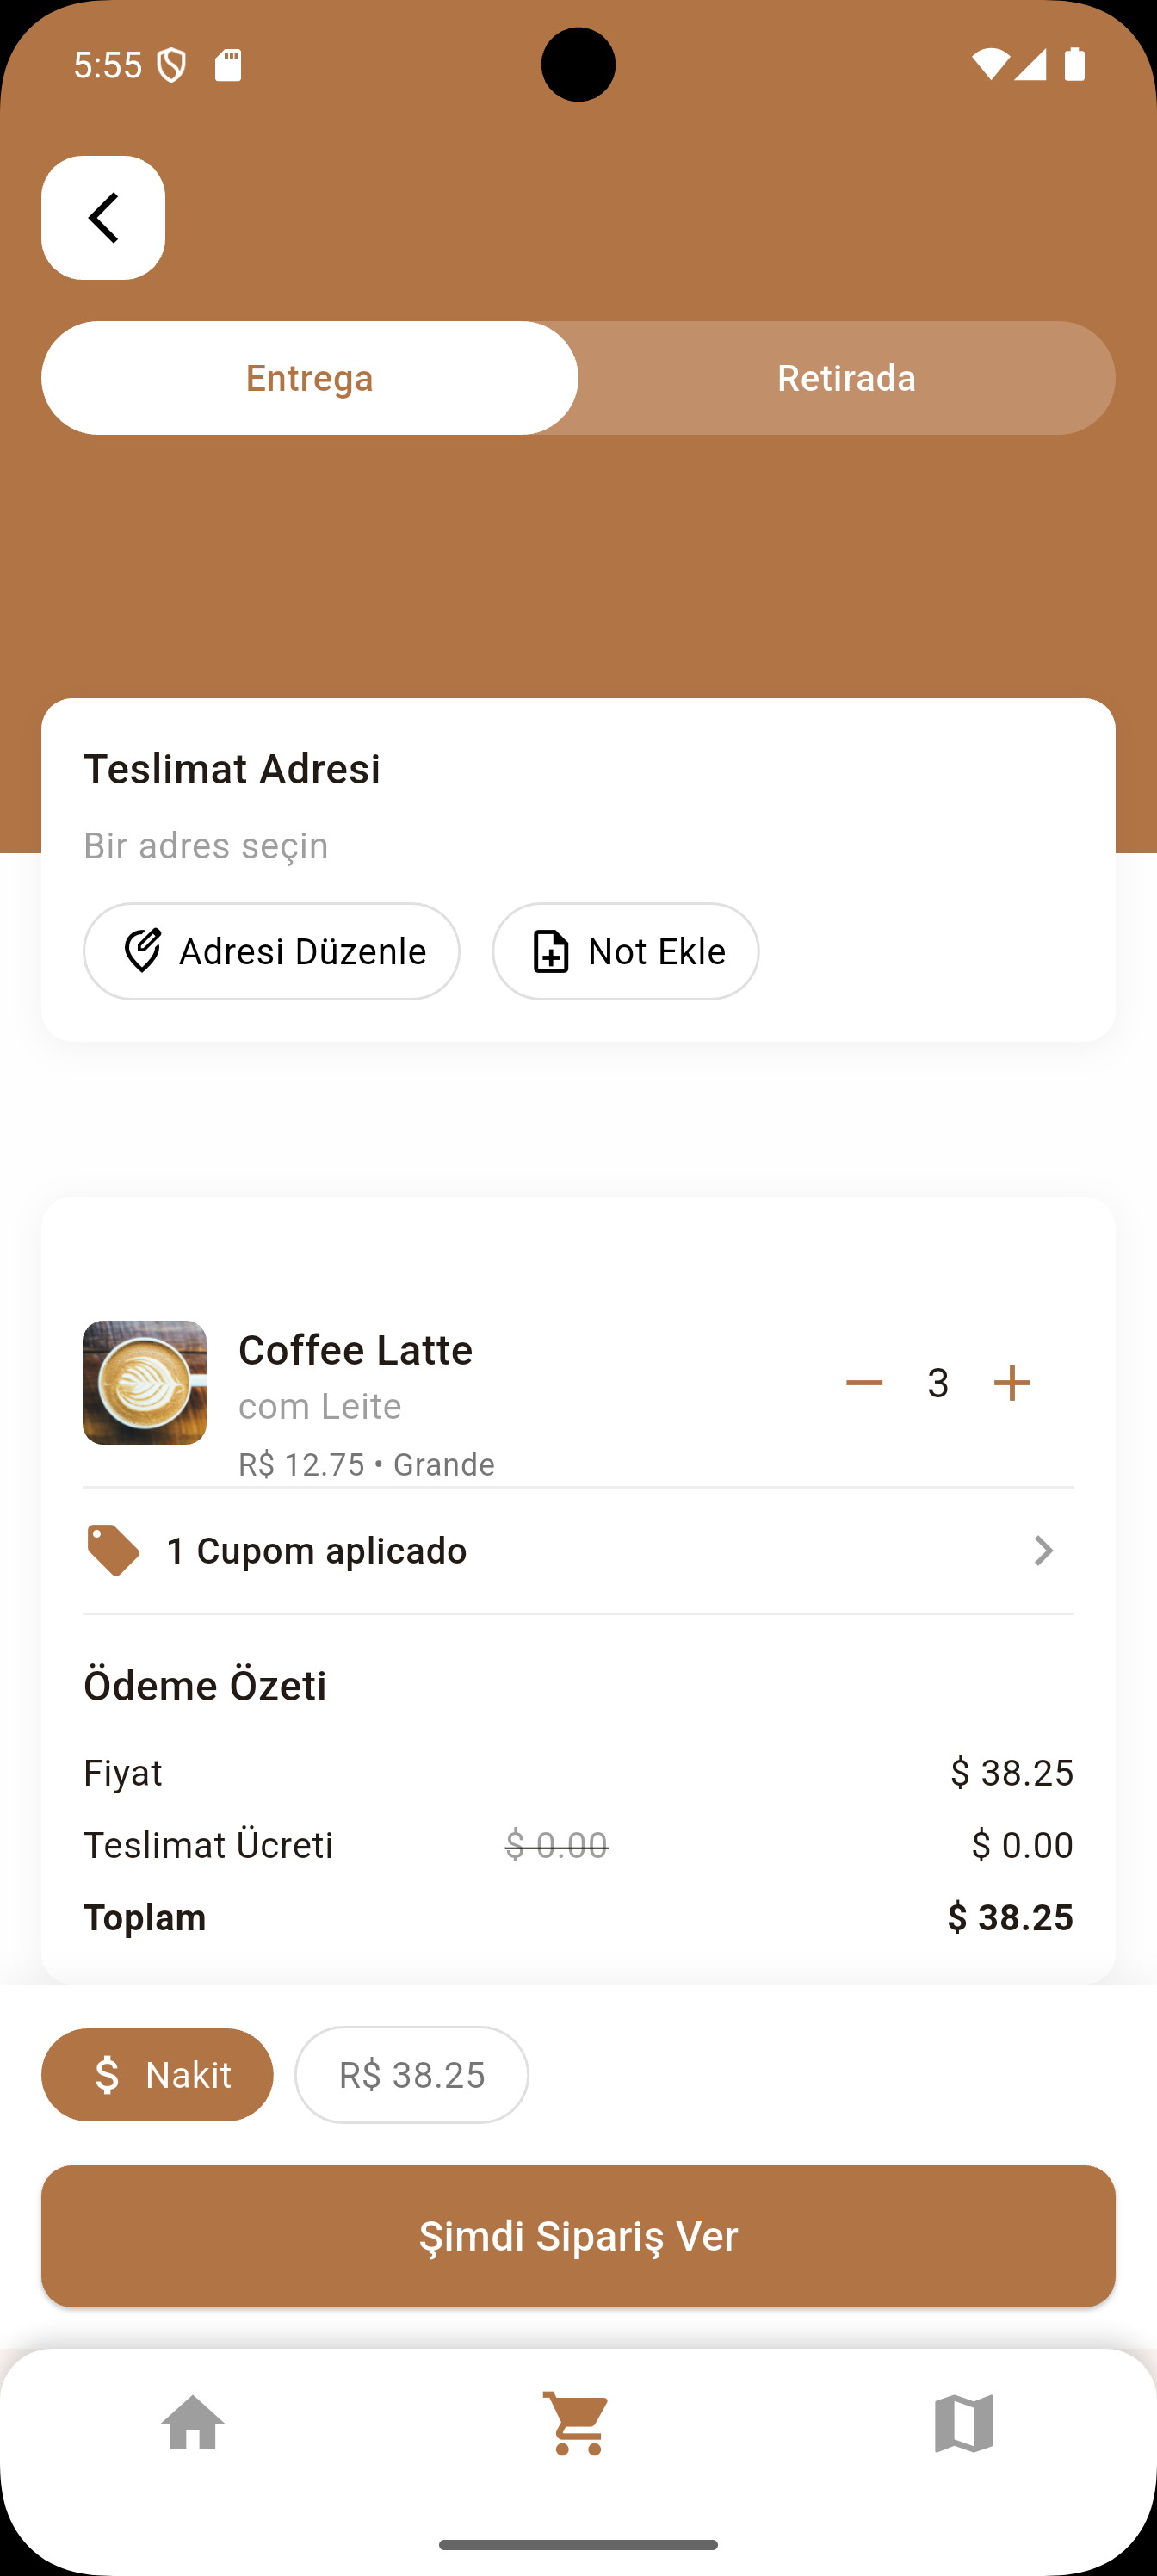 5:55
Entrega
Retirada
Teslimat Adresi
Bir adres seçin
Adresi Düzenle
Not Ekle
Coffee Latte
com Leite
R$ 12.75 • Grande
3
1 Cupom aplicado
Ödeme Özeti
Fiyat $ 38.25
Teslimat Ücreti $ 0.00 $ 0.00
Toplam $ 38.25
$ Nakit
R$ 38.25
Şimdi Sipariş Ver